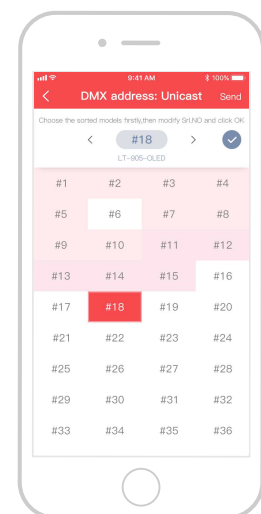 9:41 AM 100%
DMX address: Unicast Send
Choose the sorted models firstly,then modify Srl.NO and click OK
< #18 >
LT-905-OLED
#1 #2 #3 #4
#5 #6 #7 #8
#9 #10 #11 #12
#13 #14 #15 #16
#17 #18 #19 #20
#21 #22 #23 #24
#25 #26 #27 #28
#29 #30 #31 #32
#33 #34 #35 #36